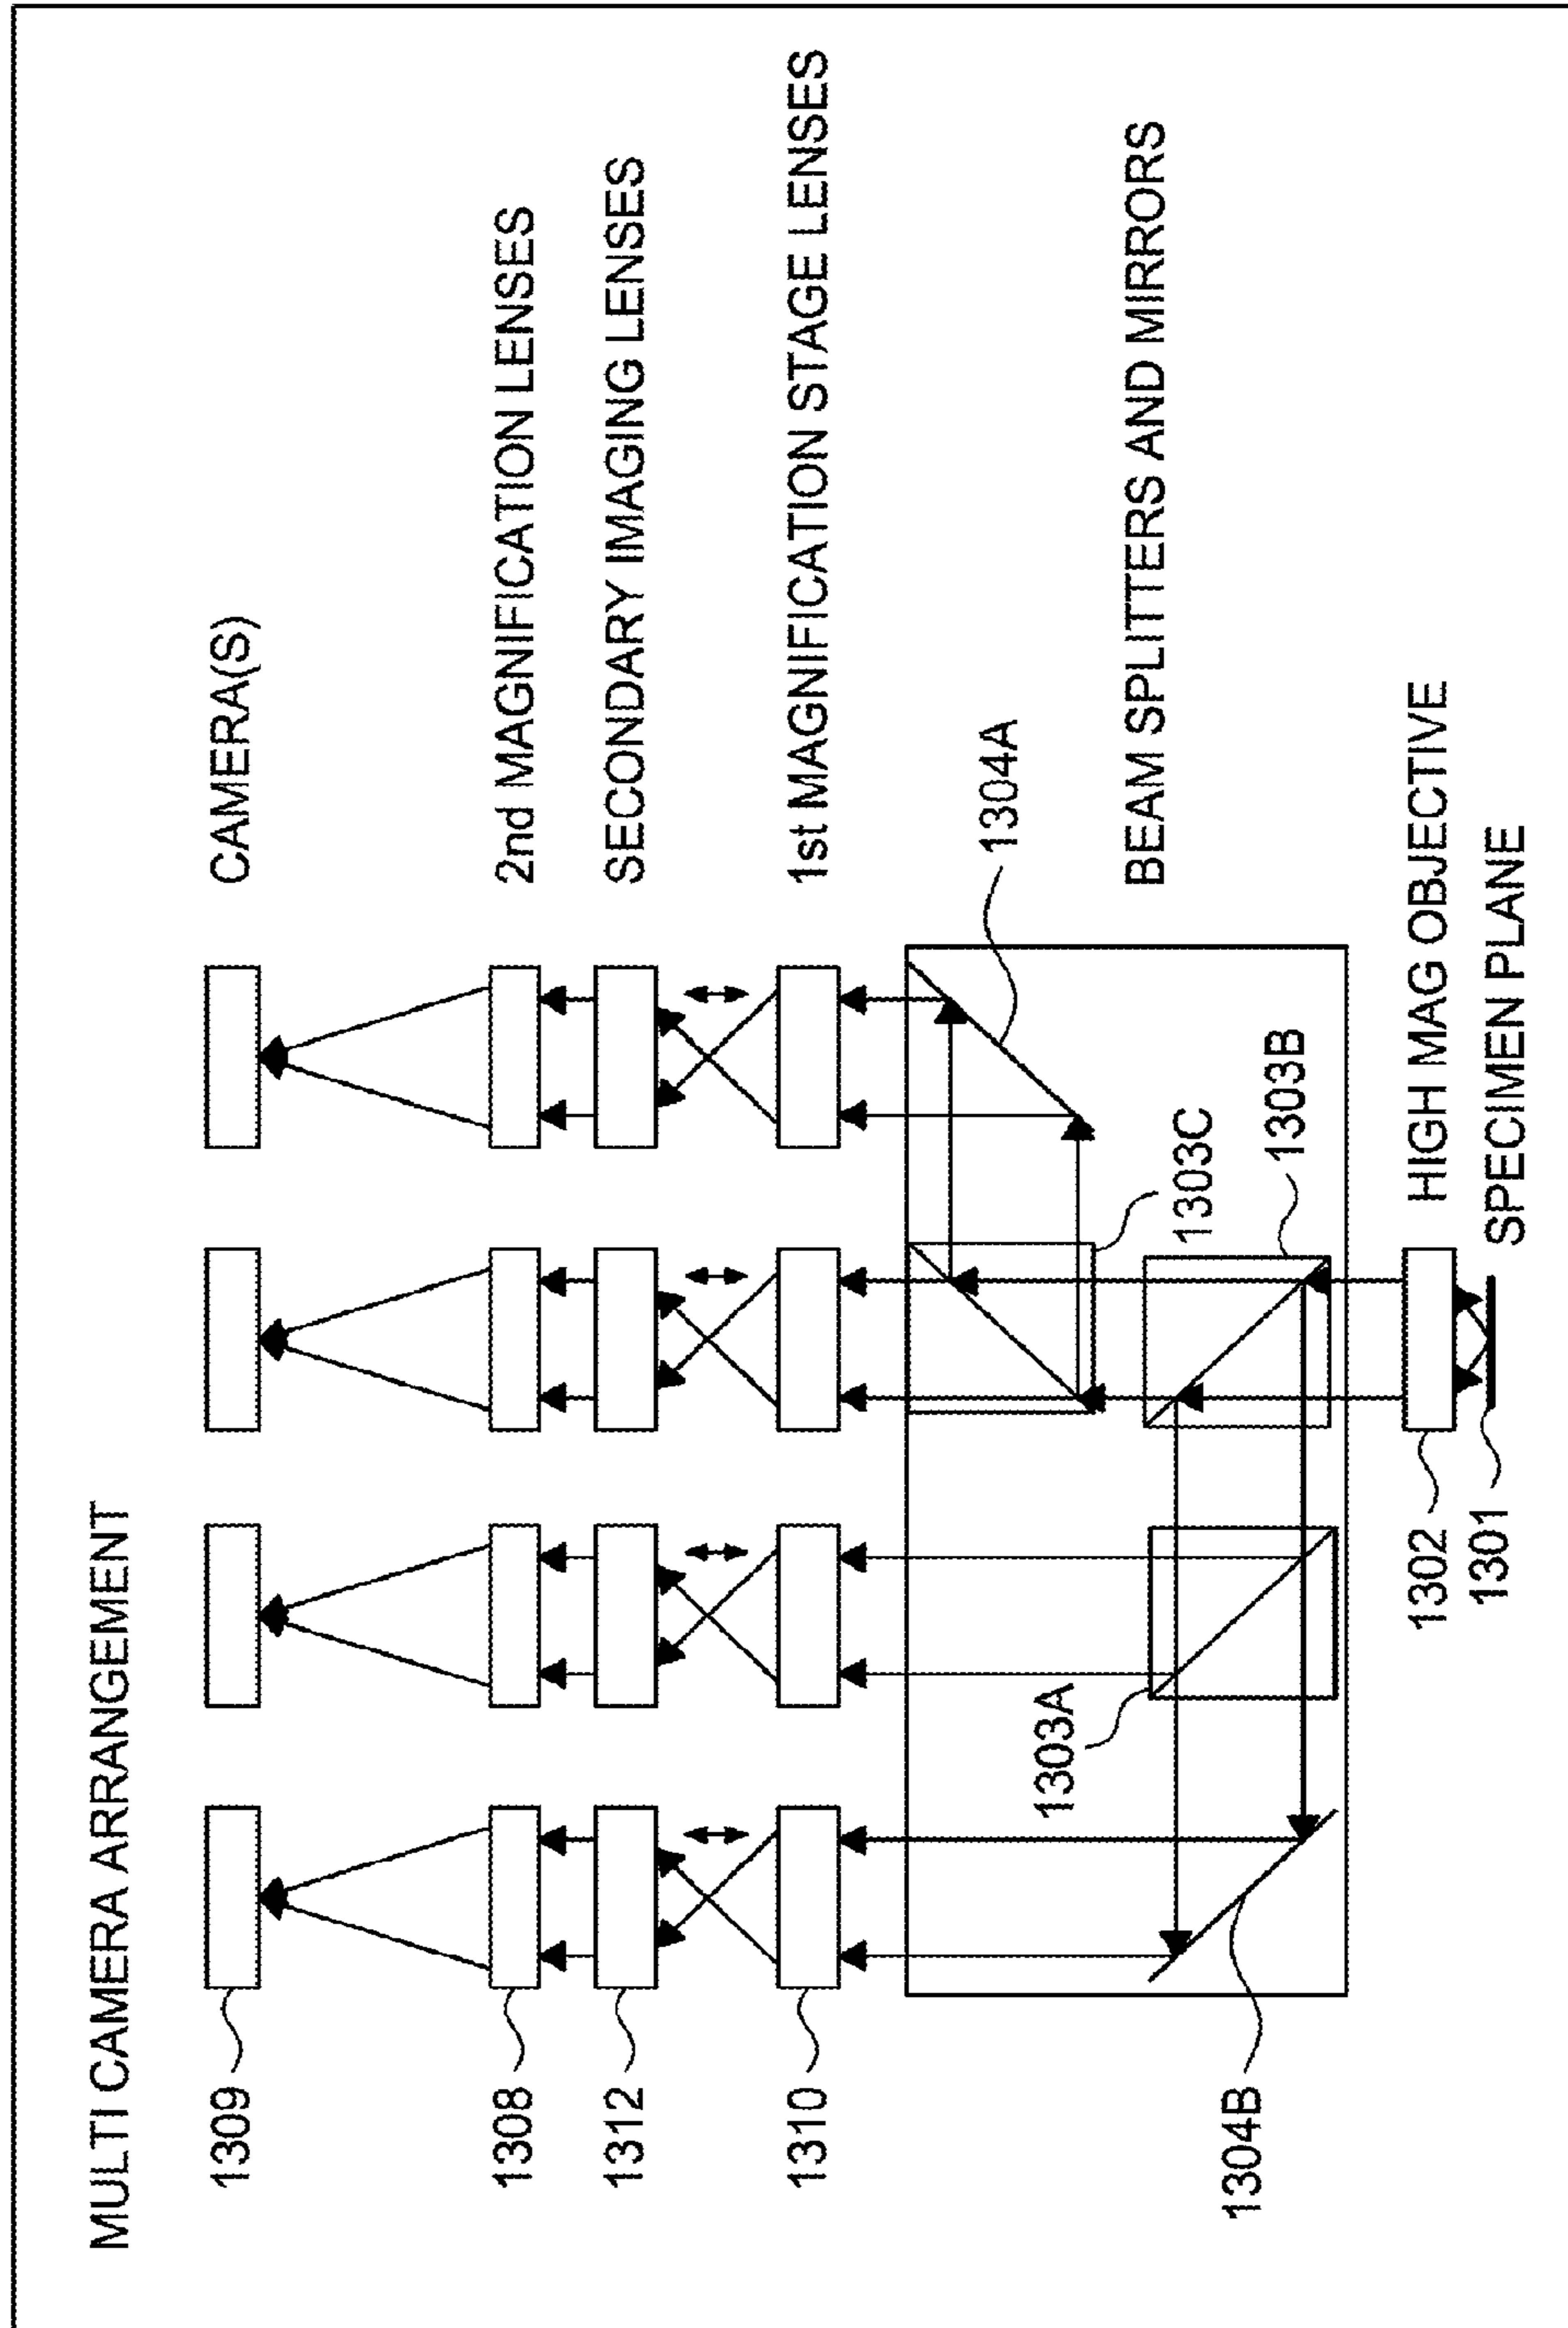 MULTI CAMERA ARRANGEMENT
1309
CAMERA(S)
1308
2nd MAGNIFICATION LENSES
1312
SECONDARY IMAGING LENSES
1310
1st MAGNIFICATION STAGE LENSES
1304A
1303A
1303C
BEAM SPLITTERS AND MIRRORS
1304B
1303B
1302
HIGH MAG OBJECTIVE
1301
SPECIMEN PLANE